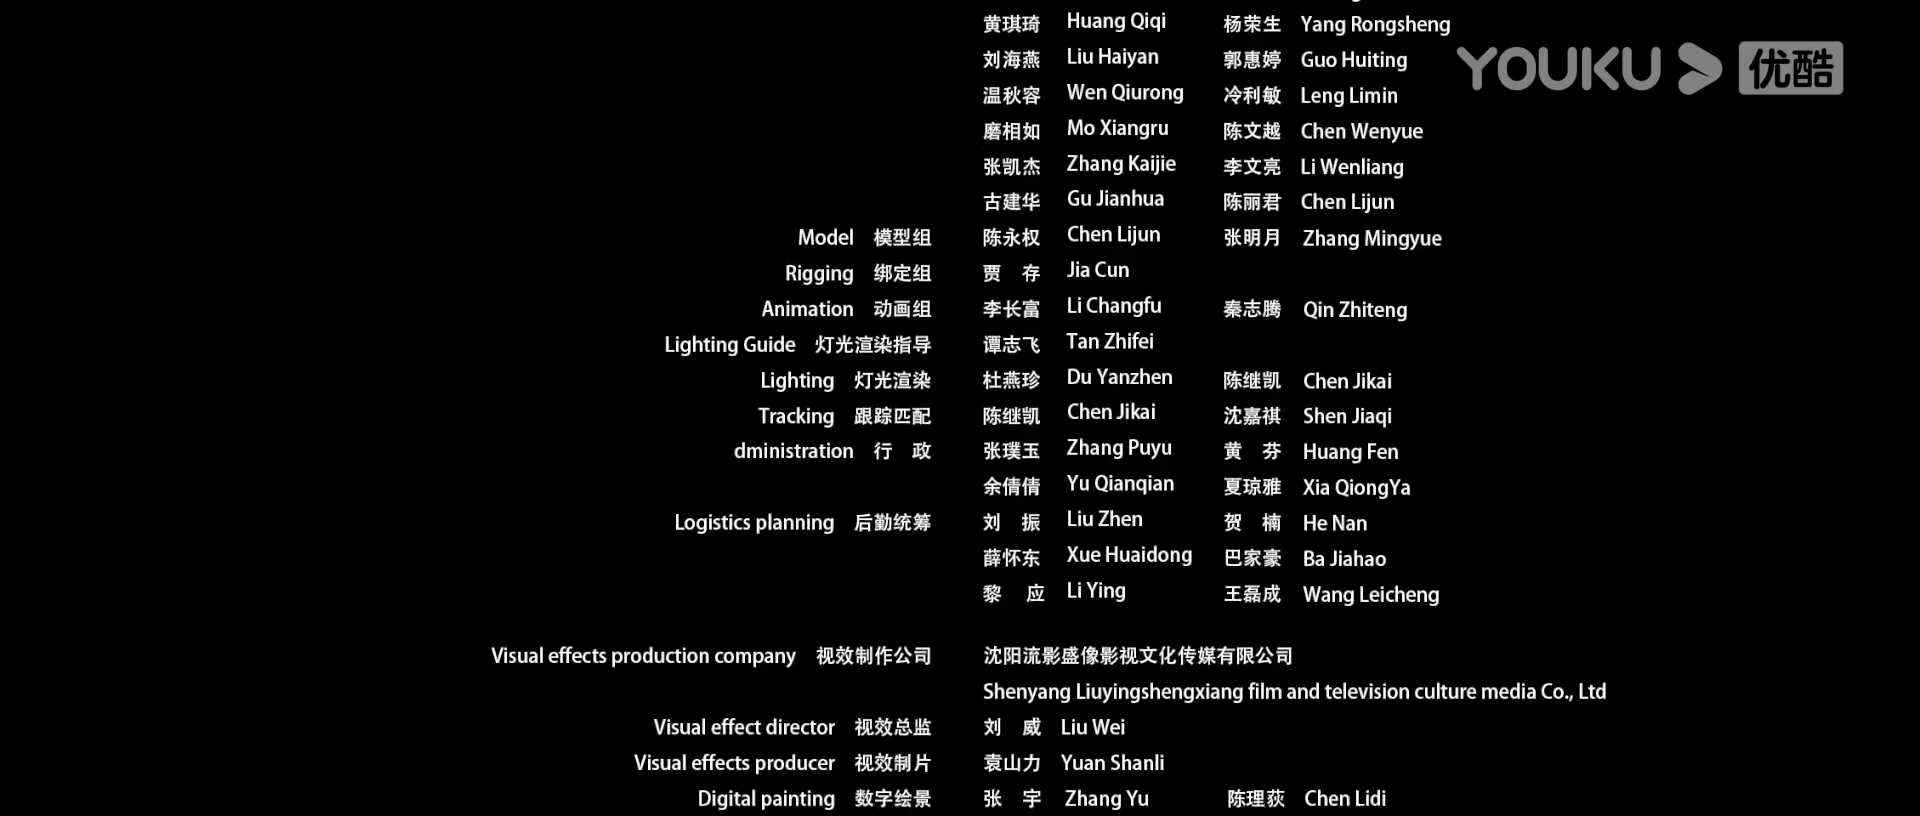 黄琪琦 Huang Qiqi 杨荣生 Yang Rongsheng
YOUKU 优酷
刘海燕 Liu Haiyan 郭惠婷 Guo Huiting
温秋容 Wen Qiurong 冷利敏 Leng Limin
磨相如 Mo Xiangru 陈文越 Chen Wenyue
张凯杰 Zhang Kaijie 李文亮 Li Wenliang
古建华 Gu Jianhua 陈丽君 Chen Lijun
Model 模型组 陈永权 Chen Lijun 张明月 Zhang Mingyue
Rigging 绑定组 贾 存 Jia Cun
Animation 动画组 李长富 Li Changfu 秦志腾 Qin Zhiteng
Lighting Guide 灯光渲染指导 谭志飞 Tan Zhifei
Lighting 灯光渲染 杜燕珍 Du Yanzhen 陈继凯 Chen Jikai
Tracking 跟踪匹配 陈继凯 Chen Jikai 沈嘉祺 Shen Jiaqi
dministration 行 政 张璞玉 Zhang Puyu 黄 芬 Huang Fen
余倩倩 Yu Qianqian 夏琼雅 Xia QiongYa
Logistics planning 后勤统筹 刘 振 Liu Zhen 贺 楠 He Nan
薛怀东 Xue Huaidong 巴家豪 Ba Jiahao
黎 应 Li Ying 王磊成 Wang Leicheng
Visual effects production company 视效制作公司 沈阳流影盛像影视文化传媒有限公司
Shenyang Liuyingshengxiang film and television culture media Co., Ltd
Visual effect director 视效总监 刘 威 Liu Wei
Visual effects producer 视效制片 袁山力 Yuan Shanli
Digital painting 数字绘景 张 宇 Zhang Yu 陈理荻 Chen Lidi